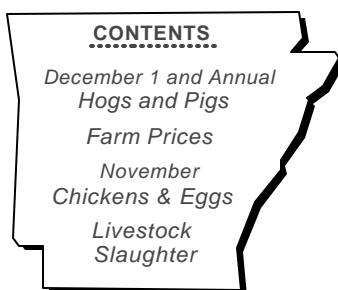 CONTENTS
December 1 and Annual
Hogs and Pigs
Farm Prices
November
Chickens & Eggs
Livestock
Slaughter